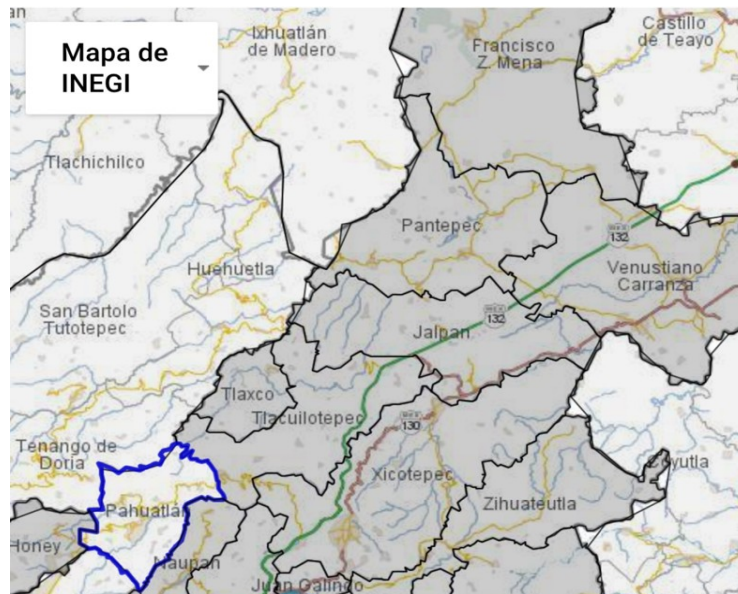 Mapa de
INEGI
Ixhuatlán
de Madero
Francisco
Z. Mena
Castillo
de Teayo
Tlachichilco
Pantepec
132
Huehuetla
Venustiano
Carranza
San Bartolo
Tutotepec
132
Jalpan
Tlaxco
Tlacuilotepec
130
Tenango de
Doria
Xicotepec
Coyutla
Zihuateutla
Pahuatlán
Honey
Naupan
Juan Galindo